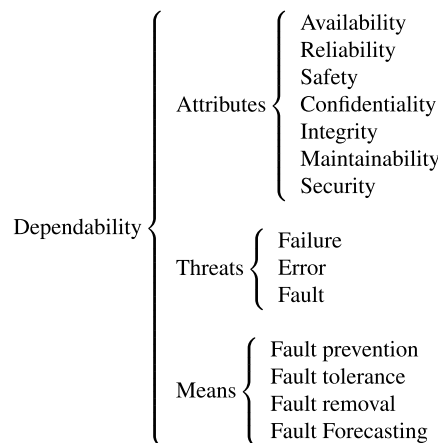 Availability
Reliability
Safety
Attributes
Confidentiality
Integrity
Maintainability
Security
Dependability
Failure
Threats
Error
Fault
Fault prevention
Fault tolerance
Means
Fault removal
Fault Forecasting